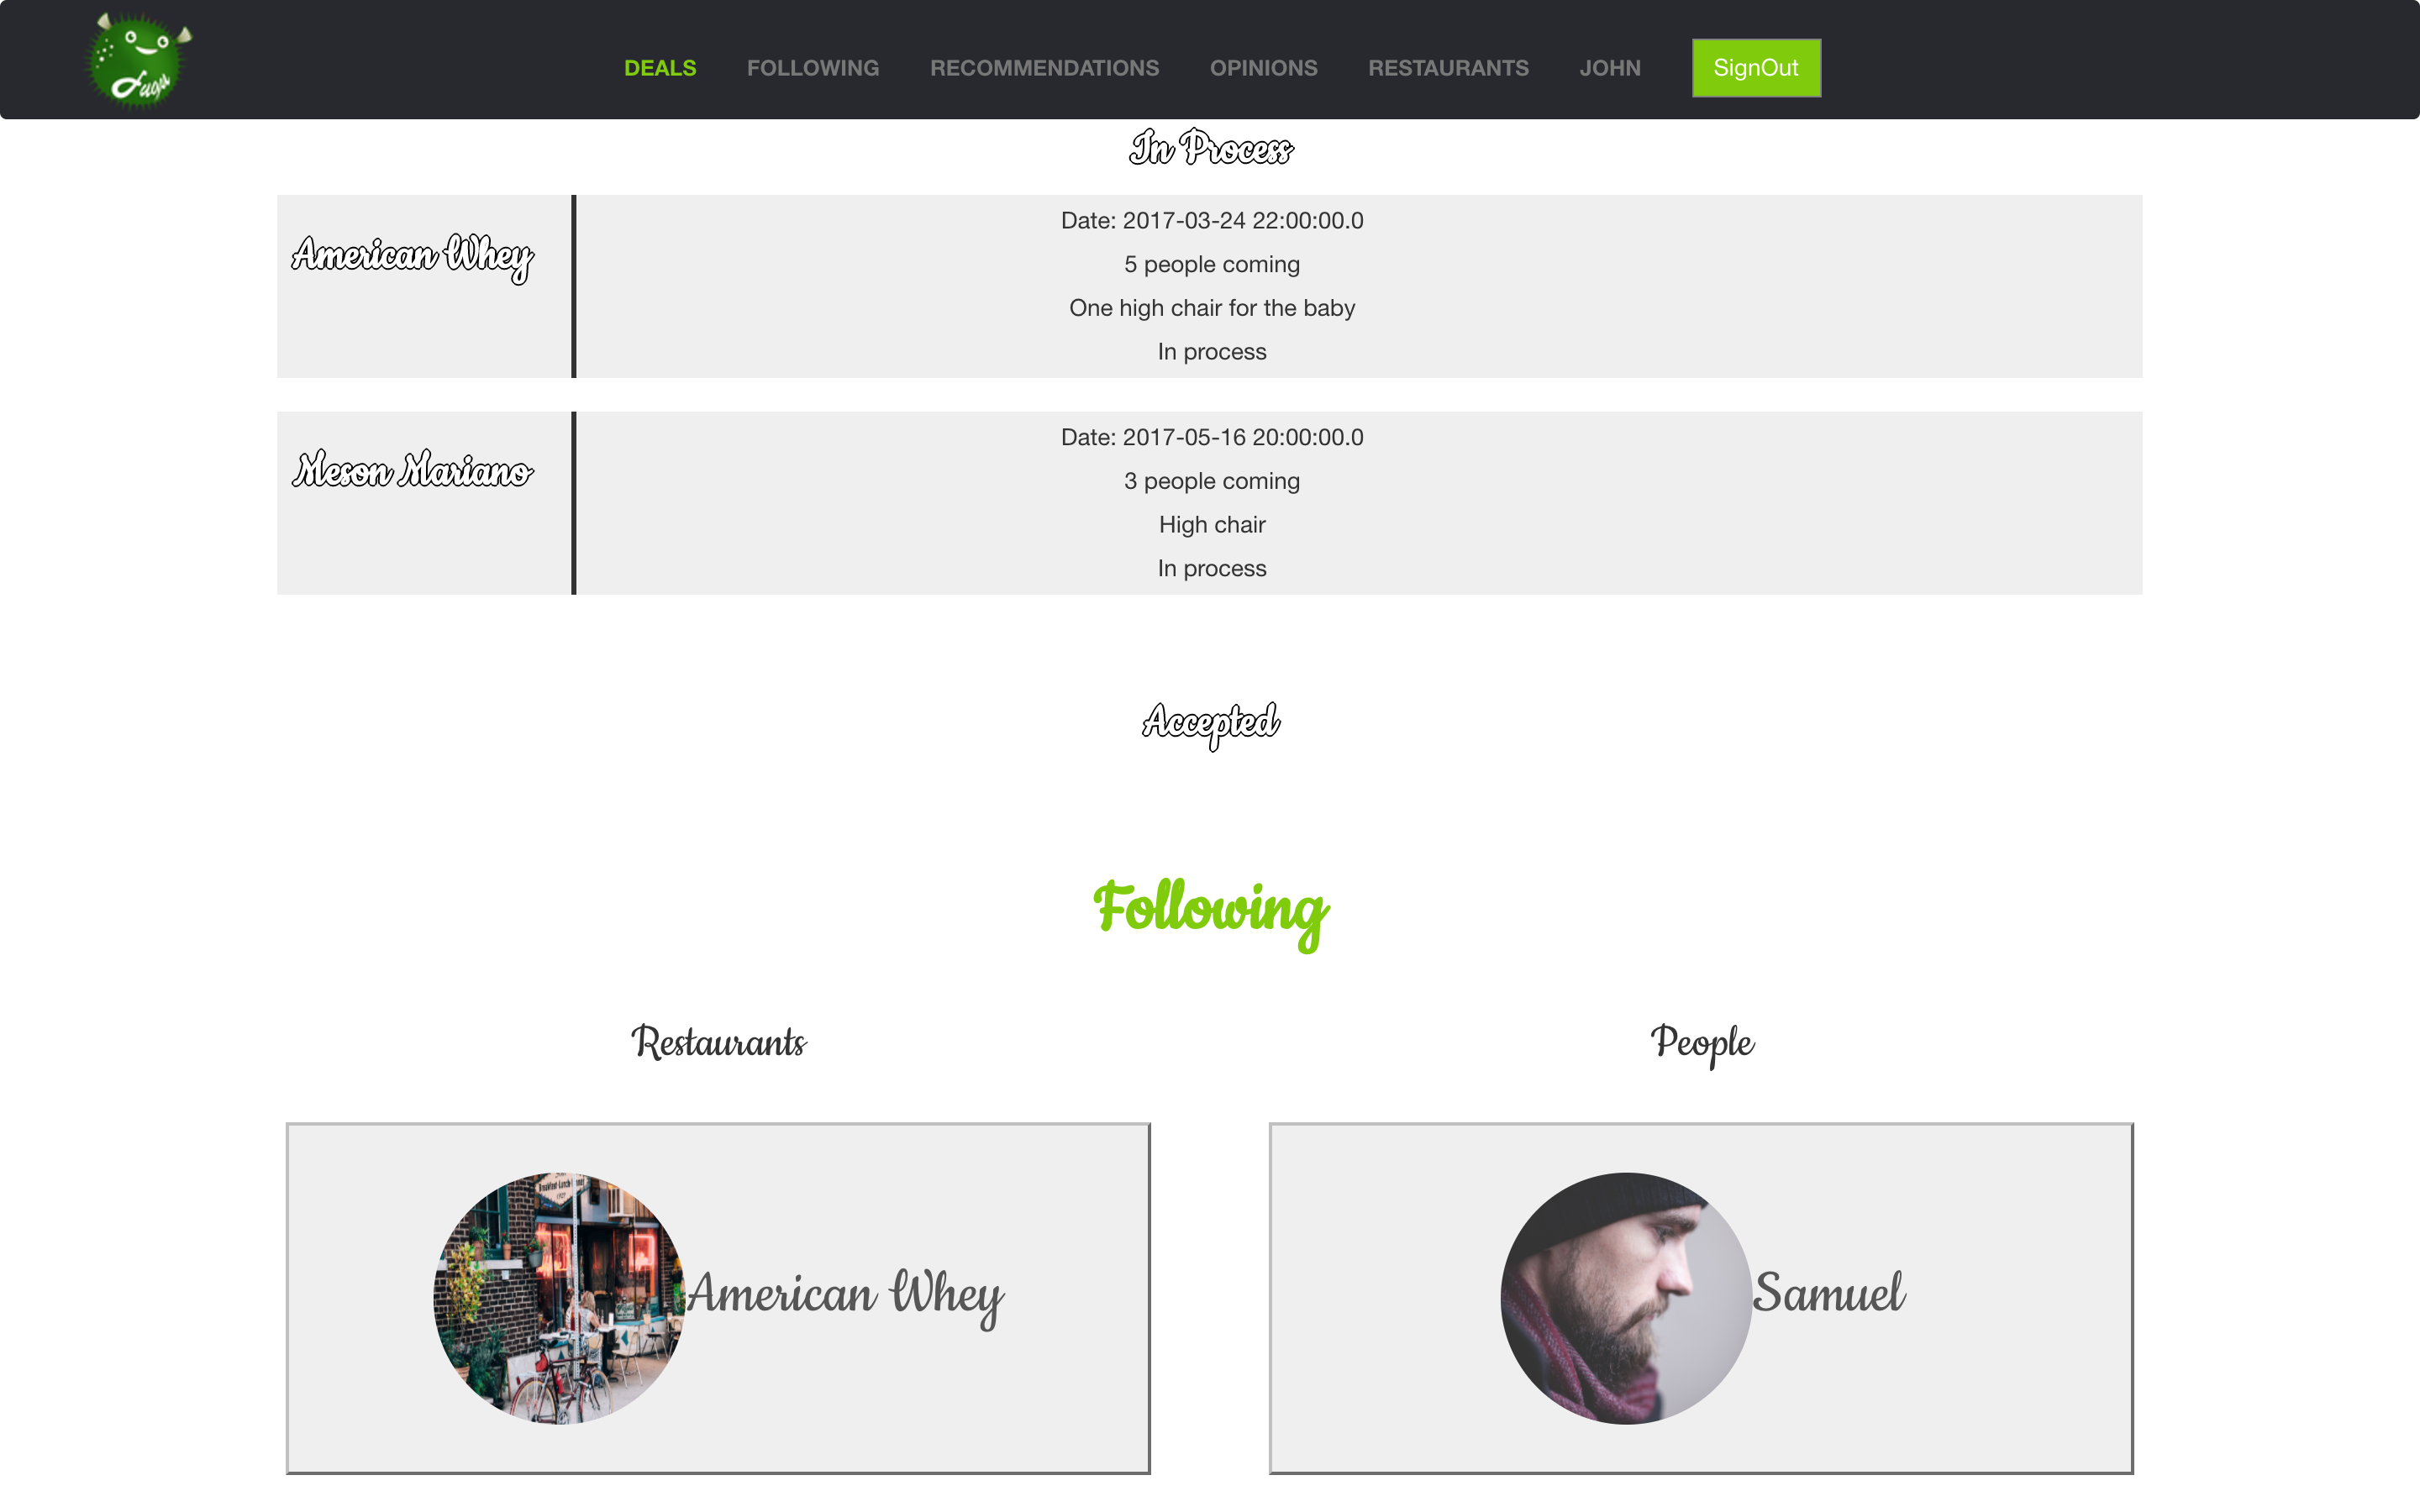 DEALS FOLLOWING RECOMMENDATIONS OPINIONS RESTAURANTS JOHN SignOut
In Process
American Whey
Date: 2017-03-24 22:00:00.0
5 people coming
One high chair for the baby
In process
Meson Mariano
Date: 2017-05-16 20:00:00.0
3 people coming
High chair
In process
Accepted
Following
Restaurants
People
American Whey
Samuel